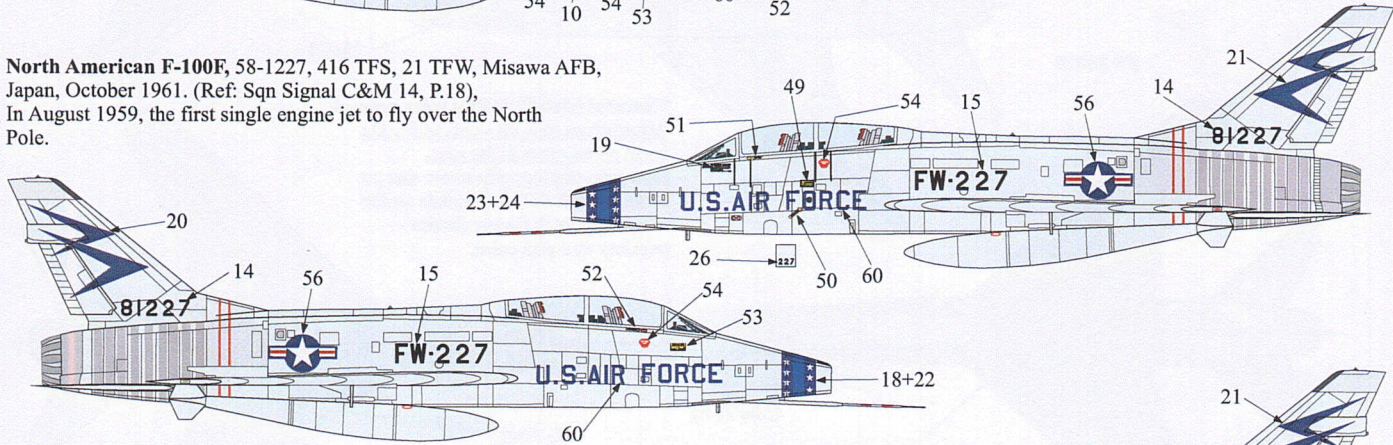 54 10 54 53 52
North American F-100F, 58-1227, 416 TFS, 21 TFW, Misawa AFB,
Japan, October 1961. (Ref: Sqn Signal C&M 14, P.18),
In August 1959, the first single engine jet to fly over the North
Pole.
21
49
54
15
56
14
51
19
81227
FW-227
23+24
U.S.AIR FORCE
26
227
50
60
20
14
56
15
52
54
53
81227
FW-227
U.S.AIR FORCE
18+22
60
21